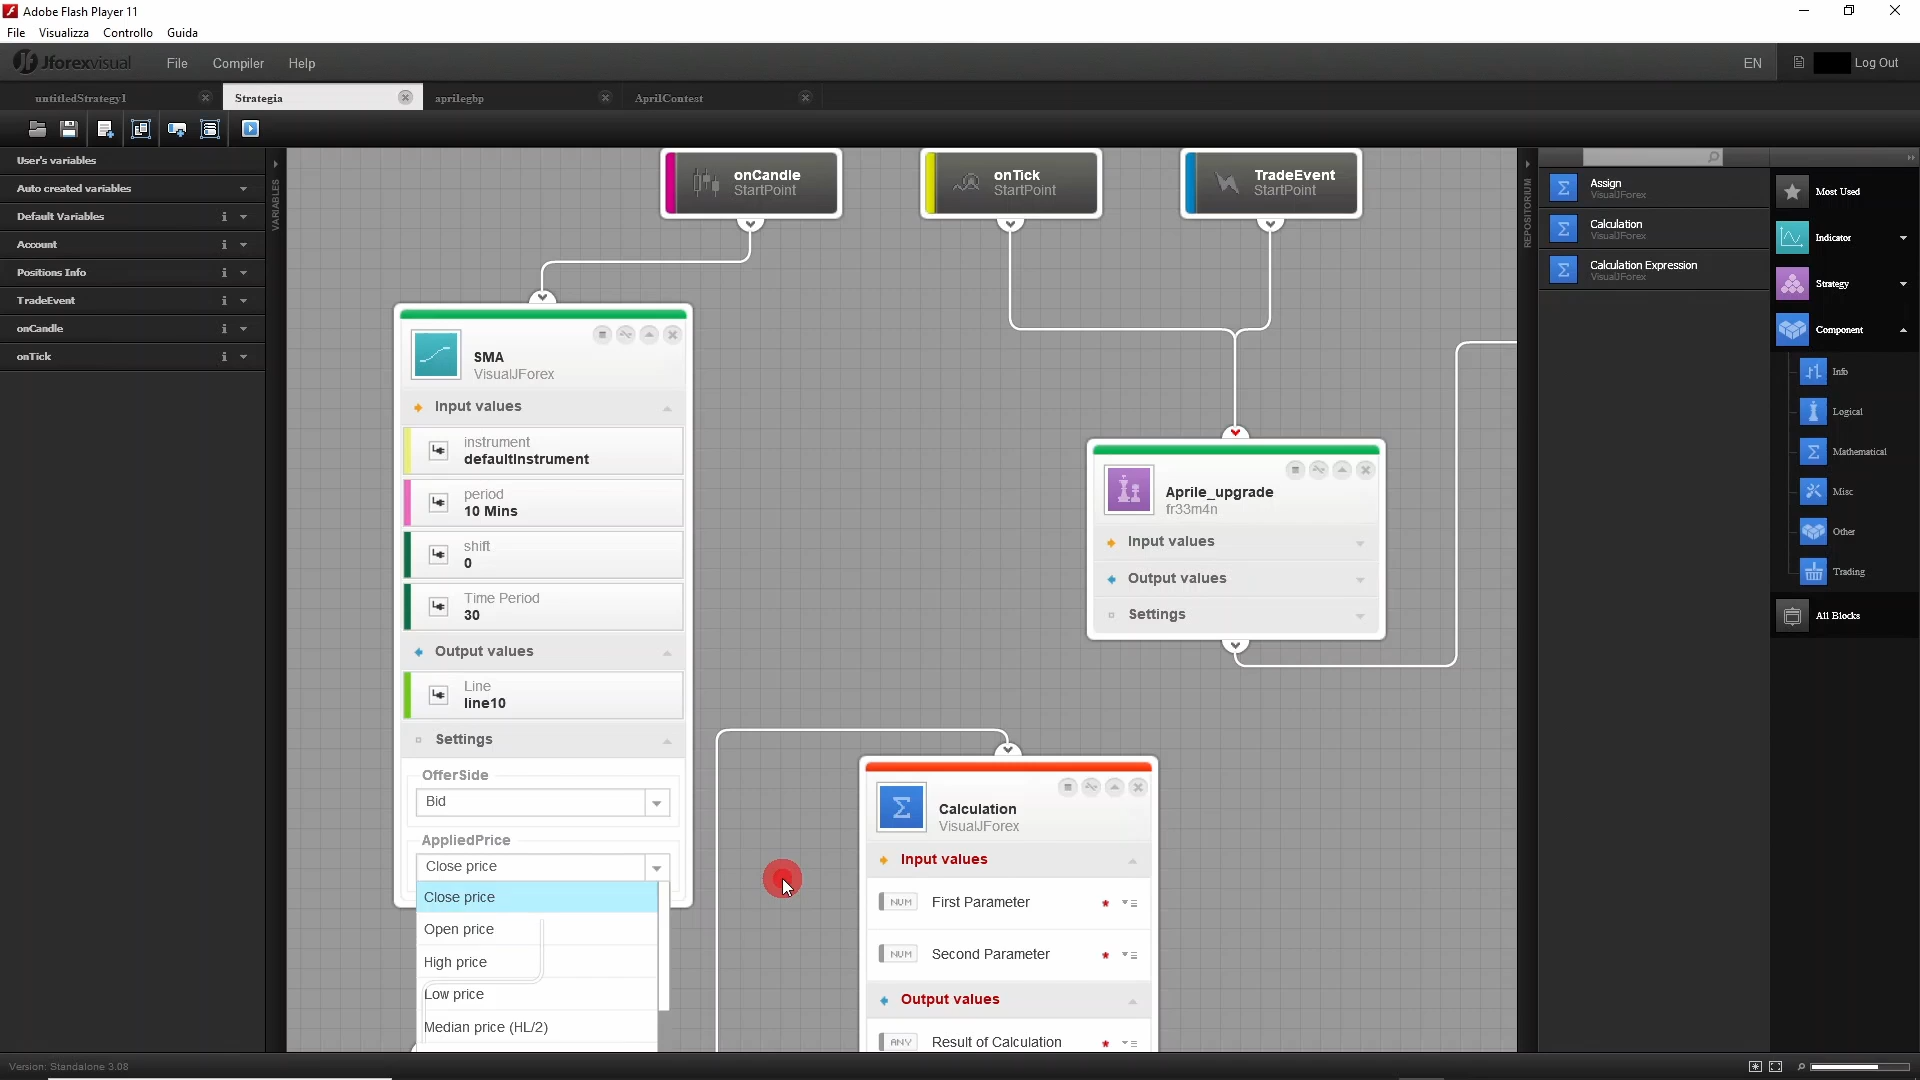 Adobe Flash Player 11
File Visualizza Controllo Guida
Jforexvisual File Compiler Help EN Log Out
untitledStrategy1 Strategia aprilegbp AprilContest
User's variables
Auto created variables
Default Variables
Account
Positions Info
TradeEvent
onCandle
onTick
VARIABLES
onCandle
StartPoint
onTick
StartPoint
TradeEvent
StartPoint
SMA
VisualJForex
Input values
instrument
defaultInstrument
period
10 Mins
shift
0
Time Period
30
Output values
Line
line10
Settings
OfferSide
Bid
AppliedPrice
Close price
Close price
Open price
High price
Low price
Median price (HL/2)
Aprile_upgrade
fr33m4n
Input values
Output values
Settings
Calculation
VisualJForex
Input values
NUM First Parameter *
NUM Second Parameter *
Output values
ANY Result of Calculation *
REPOSITORIUM
Assign
VisualJForex
Calculation
VisualJForex
Calculation Expression
VisualJForex
Most Used
Indicator
Strategy
Component
Info
Logical
Mathematical
Misc
Other
Trading
All Blocks
Version: Standalone 3.08